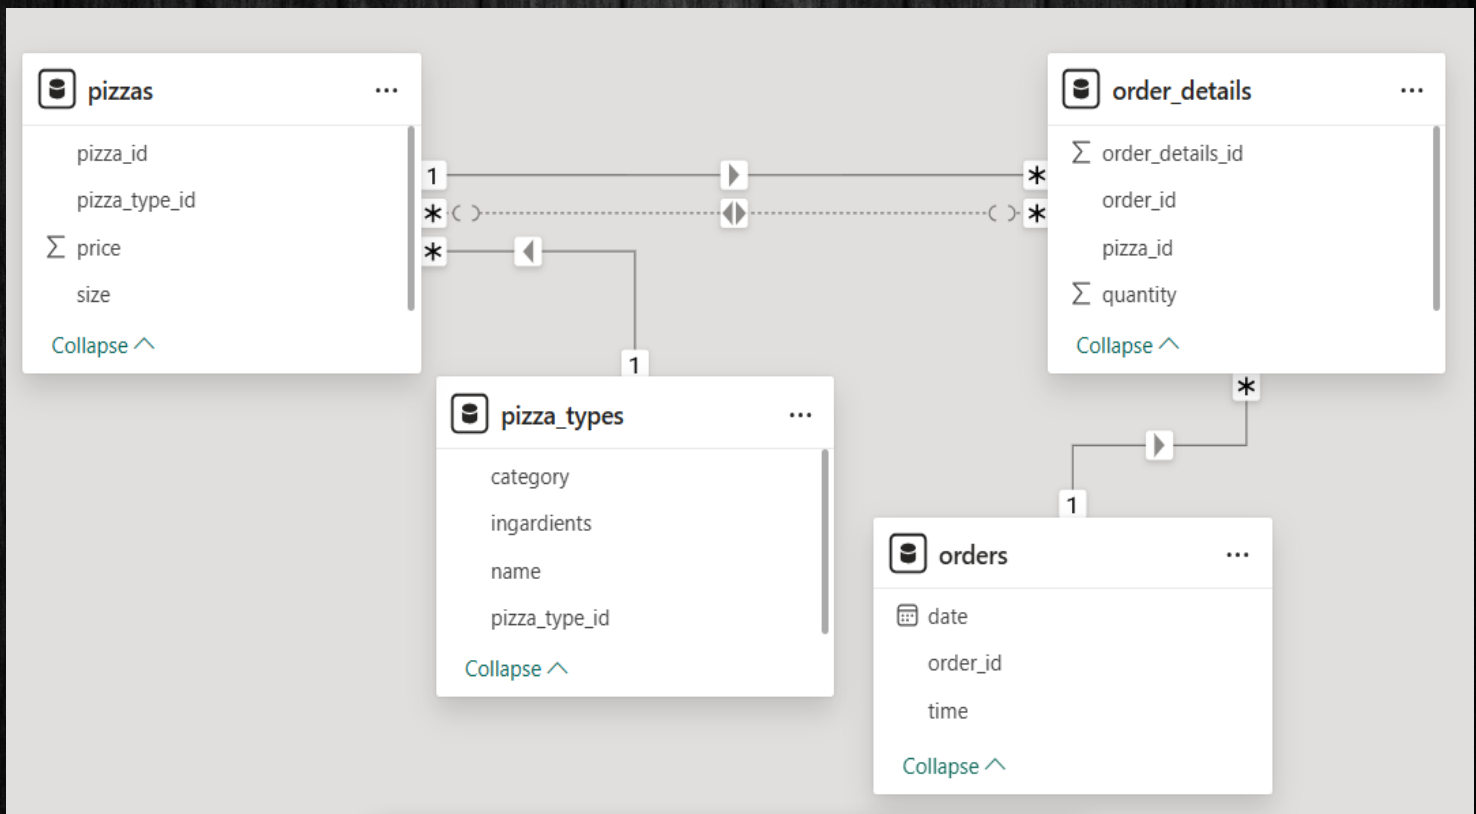 pizzas ...
pizza_id
pizza_type_id
Σ price
size
Collapse
1 *
* ( ) ( ) *
*
order_details ...
Σ order_details_id
order_id
pizza_id
Σ quantity
Collapse
1
pizza_types ...
category
ingardients
name
pizza_type_id
Collapse
*
1
orders ...
date
order_id
time
Collapse